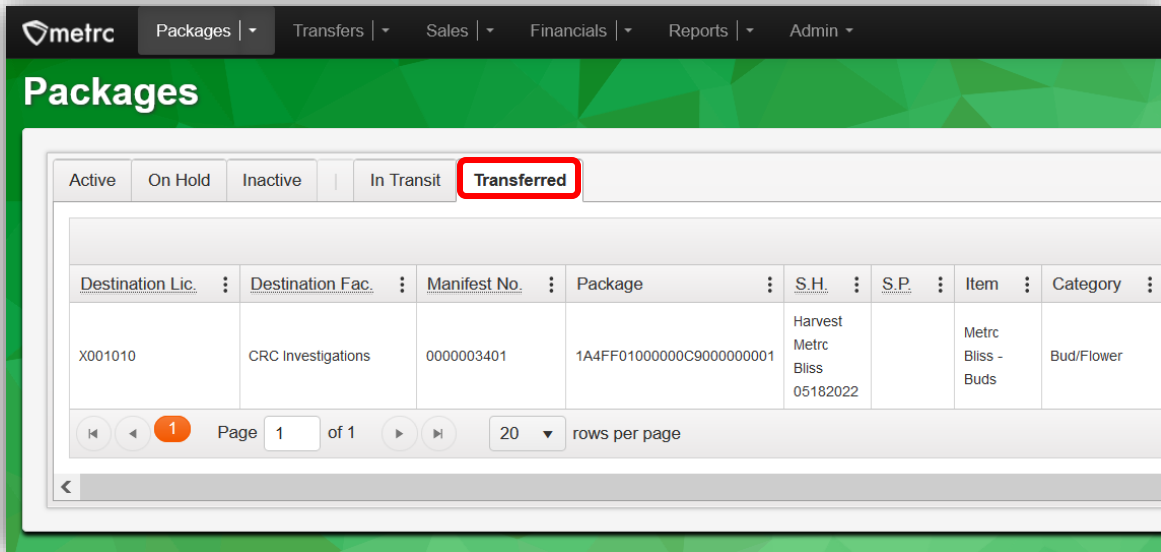 metrc Packages Transfers Sales Financials Reports Admin
Packages
Active On Hold Inactive | In Transit Transferred
Destination Lic. Destination Fac. Manifest No. Package S.H. S.P. Item Category
X001010 CRC Investigations 0000003401 1A4FF01000000C9000000001 Harvest Metrc Bliss 05182022 Metrc Bliss - Buds Bud/Flower
1 Page 1 of 1 20 rows per page